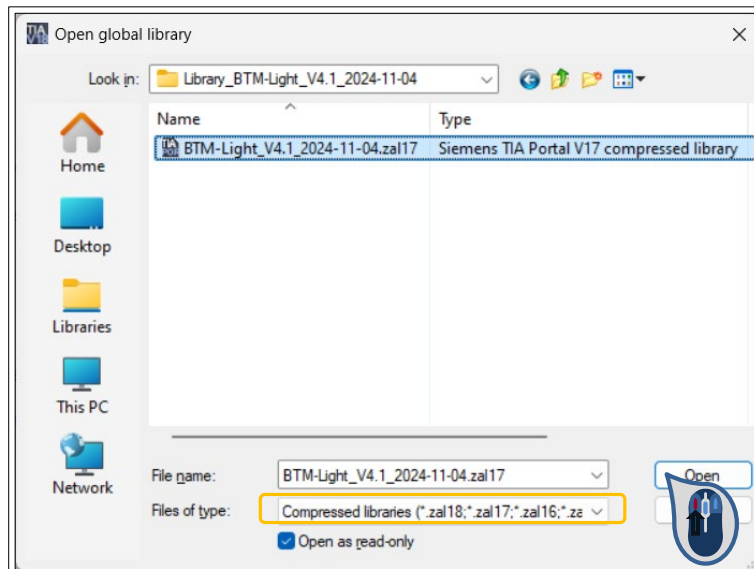 TIA V18 Open global library
Look in: Library_BTM-Light_V4.1_2024-11-04
Name Type
BTM-Light_V4.1_2024-11-04.zal17 Siemens TIA Portal V17 compressed library
Home
Desktop
Libraries
This PC
Network
File name: BTM-Light_V4.1_2024-11-04.zal17 Open
Files of type: Compressed libraries (*.zal18;*.zal17;*.zal16;*.za
Open as read-only